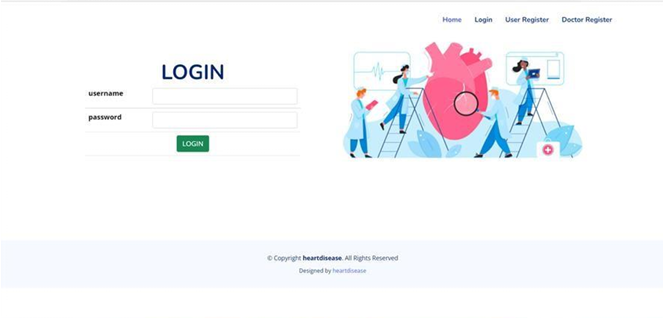 Home Login User Register Doctor Register
LOGIN
username
password
LOGIN
© Copyright heartdisease. All Rights Reserved
Designed by heartdisease